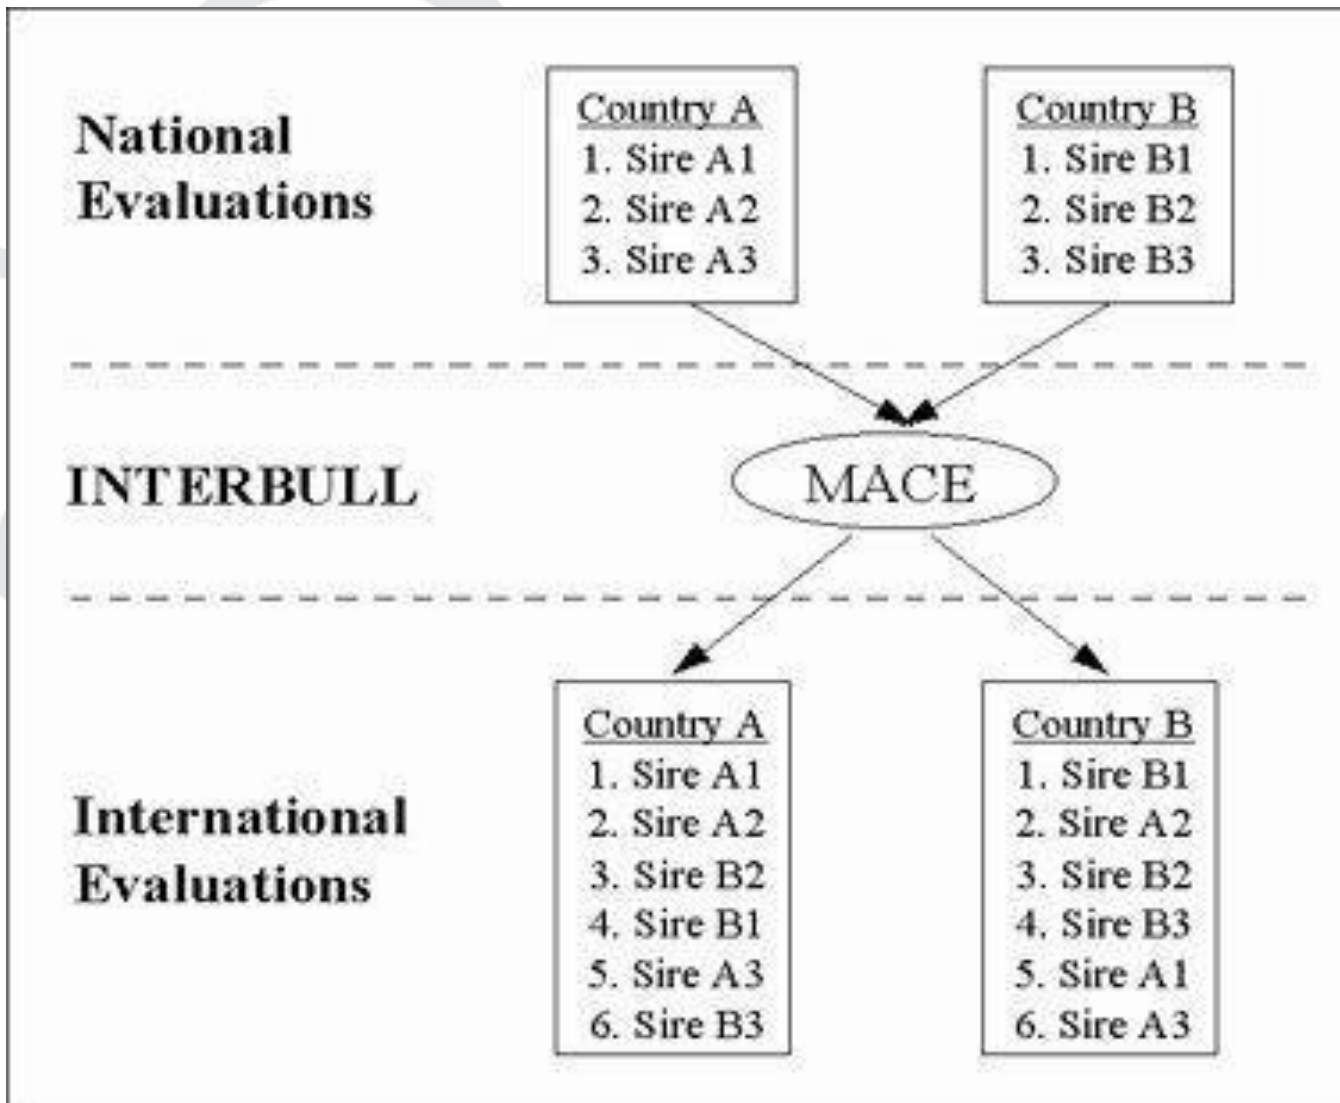 National
Evaluations
Country A
1. Sire A1
2. Sire A2
3. Sire A3
Country B
1. Sire B1
2. Sire B2
3. Sire B3
INTERBULL
MACE
International
Evaluations
Country A
1. Sire A1
2. Sire A2
3. Sire B2
4. Sire B1
5. Sire A3
6. Sire B3
Country B
1. Sire B1
2. Sire A2
3. Sire B2
4. Sire B3
5. Sire A1
6. Sire A3